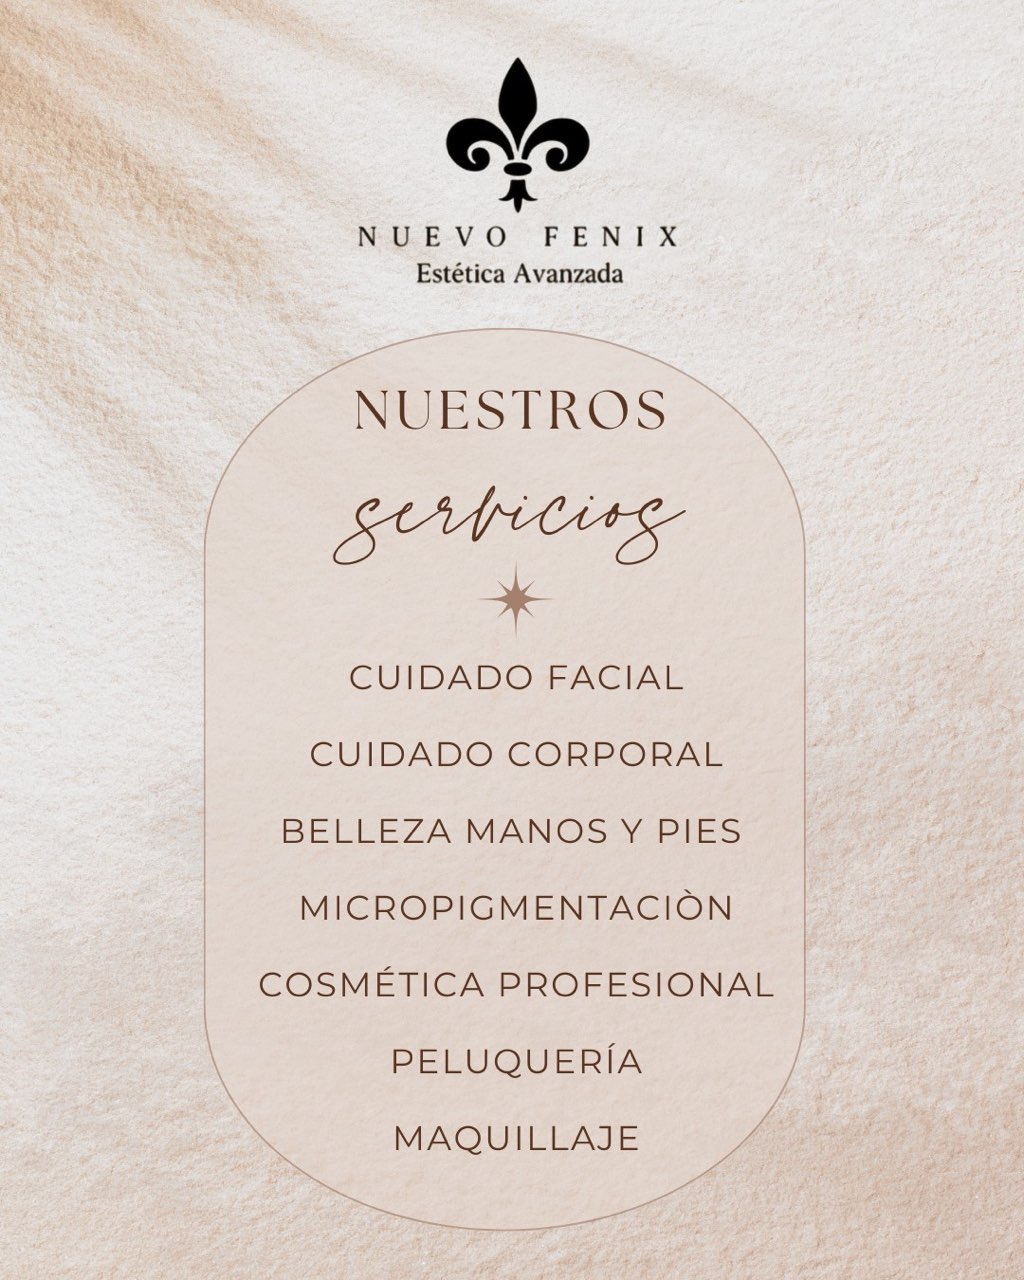 NUEVO FENIX
Estética Avanzada
NUESTROS
servicios
CUIDADO FACIAL
CUIDADO CORPORAL
BELLEZA MANOS Y PIES
MICROPIGMENTACIÒN
COSMÉTICA PROFESIONAL
PELUQUERÍA
MAQUILLAJE